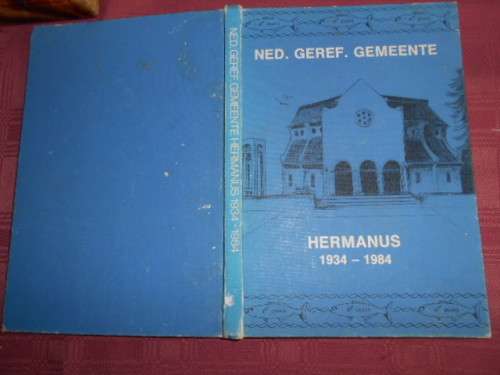 NED. GEREF. GEMEENTE
HERMANUS
1934 - 1984
NED. GEREF. GEMEENTE HERMANUS 1934 - 1984